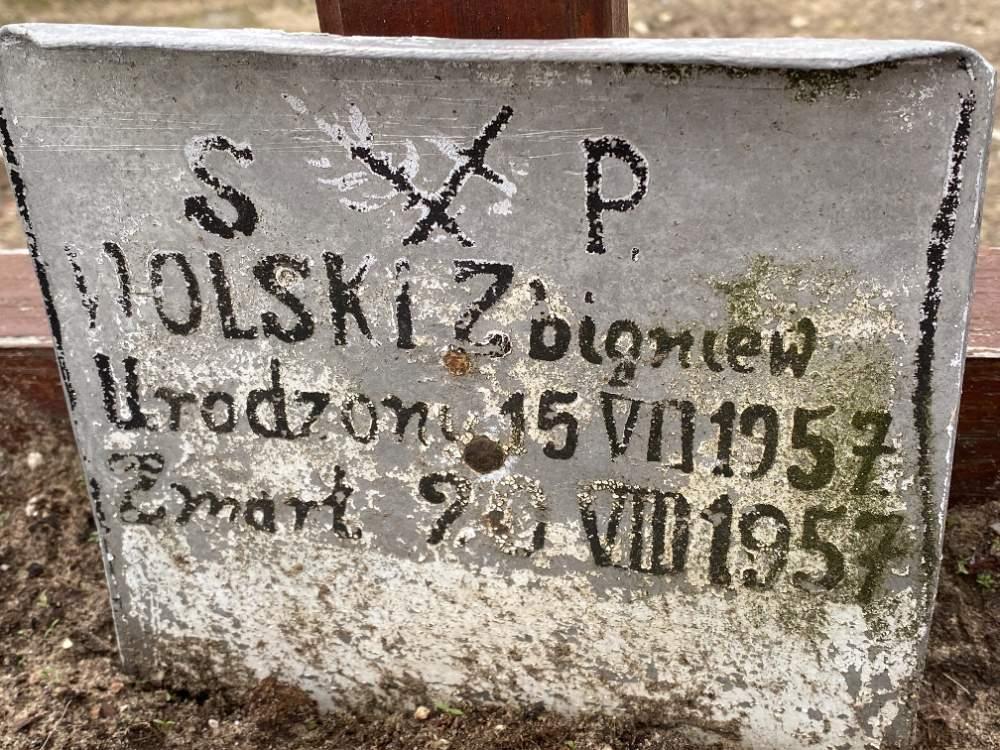 S P.
WOLSKI Zbigniew
Urodzony 15 VII 1957
Zmarł VIII 1957